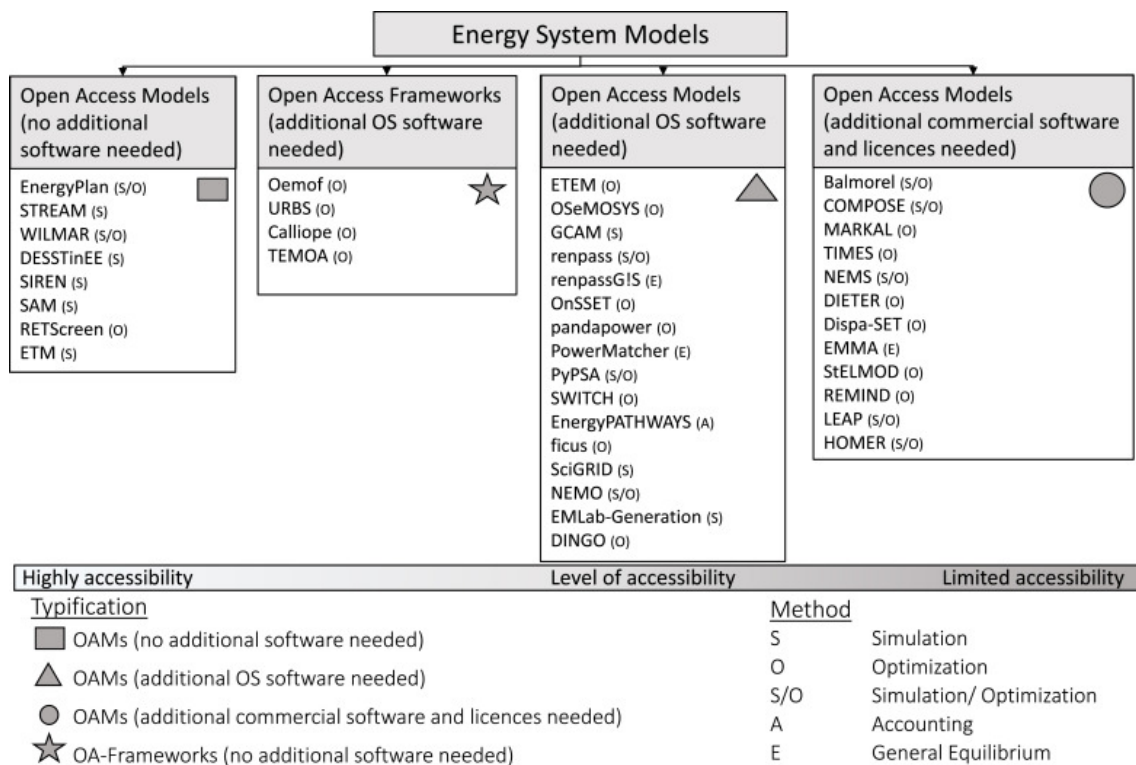 Energy System Models
Open Access Models
(no additional
software needed)
EnergyPlan (S/O)
STREAM (S)
WILMAR (S/O)
DESSTinEE (S)
SIREN (S)
SAM (S)
RETScreen (O)
ETM (S)
Open Access Frameworks
(additional OS software
needed)
Oemof (O)
URBS (O)
Calliope (O)
TEMOA (O)
Open Access Models
(additional OS software
needed)
ETEM (O)
OSeMOSYS (O)
GCAM (S)
renpass (S/O)
renpassG!S (E)
OnSSET (O)
pandapower (O)
PowerMatcher (E)
PyPSA (S/O)
SWITCH (O)
EnergyPATHWAYS (A)
ficus (O)
SciGRID (S)
NEMO (S/O)
EMLab-Generation (S)
DINGO (O)
Open Access Models
(additional commercial software
and licences needed)
Balmorel (S/O)
COMPOSE (S/O)
MARKAL (O)
TIMES (O)
NEMS (S/O)
DIETER (O)
Dispa-SET (O)
EMMA (E)
StELMOD (O)
REMIND (O)
LEAP (S/O)
HOMER (S/O)
Highly accessibility Level of accessibility Limited accessibility
Typification
OAMs (no additional software needed)
OAMs (additional OS software needed)
OAMs (additional commercial software and licences needed)
OA-Frameworks (no additional software needed)
Method
S Simulation
O Optimization
S/O Simulation/ Optimization
A Accounting
E General Equilibrium